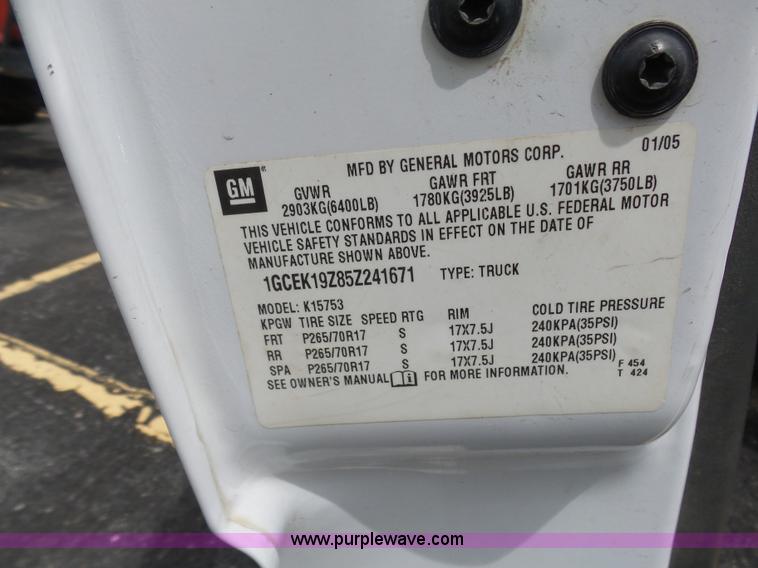 MFD BY GENERAL MOTORS CORP. 01/05
GM
GVWR GAWR FRT GAWR RR
2903KG(6400LB) 1780KG(3925LB) 1701KG(3750LB)
THIS VEHICLE CONFORMS TO ALL APPLICABLE U.S. FEDERAL MOTOR
VEHICLE SAFETY STANDARDS IN EFFECT ON THE DATE OF
MANUFACTURE SHOWN ABOVE.
1GCEK19Z85Z241671 TYPE: TRUCK
MODEL: K15753
KPGW TIRE SIZE SPEED RTG RIM COLD TIRE PRESSURE
FRT P265/70R17 S 17X7.5J 240KPA(35PSI)
RR P265/70R17 S 17X7.5J 240KPA(35PSI)
SPA P265/70R17 S 17X7.5J 240KPA(35PSI)
SEE OWNER'S MANUAL FOR MORE INFORMATION.
F 454
T 424
www.purplewave.com